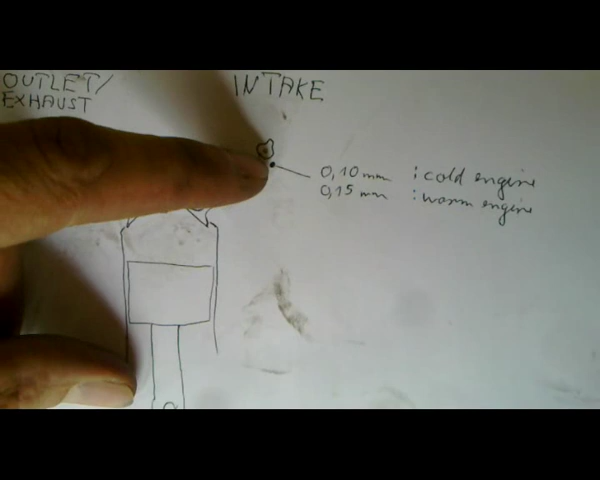 OUTLET/
EXHAUST
INTAKE
0,10 mm : cold engine
0,15 mm : warm engine